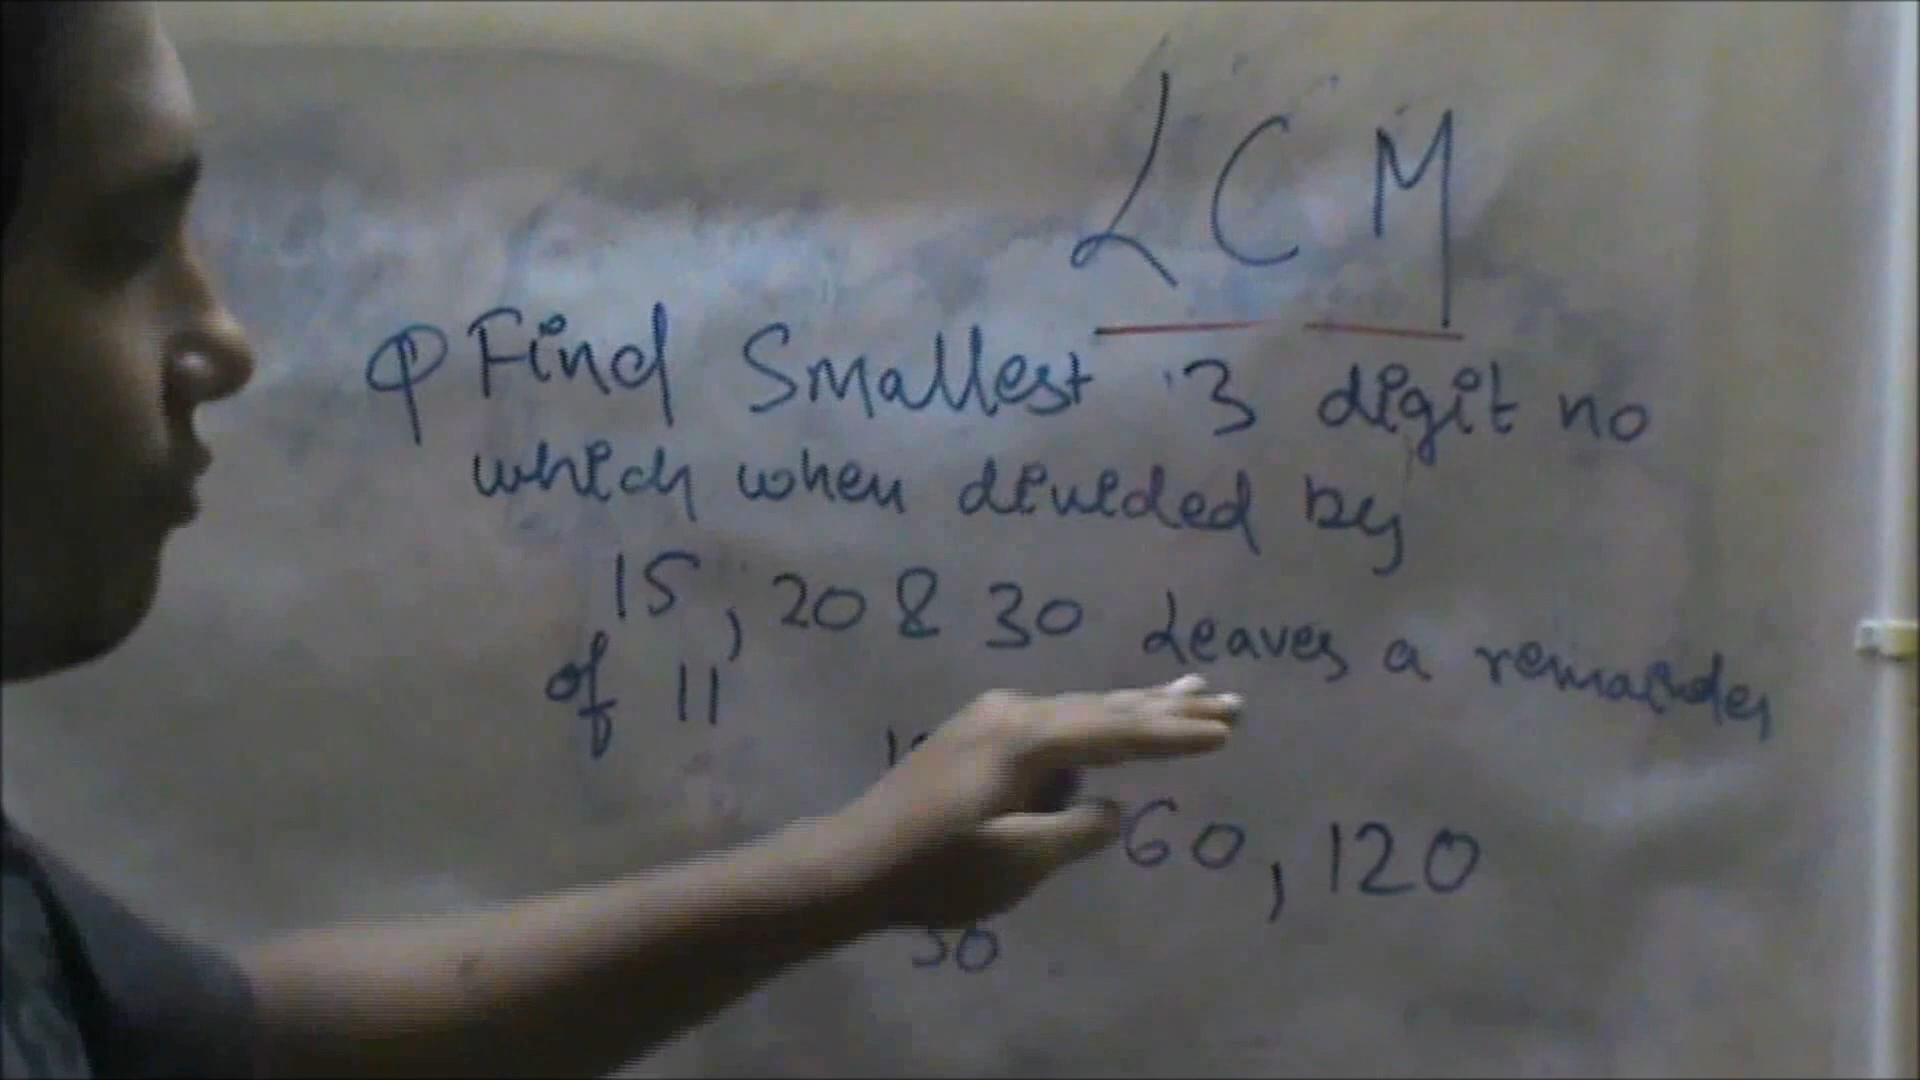 LCM
Q Find Smallest 3 digit no
which when divided by
15, 20 & 30 Leaves a remainder
of 11
60, 120
30